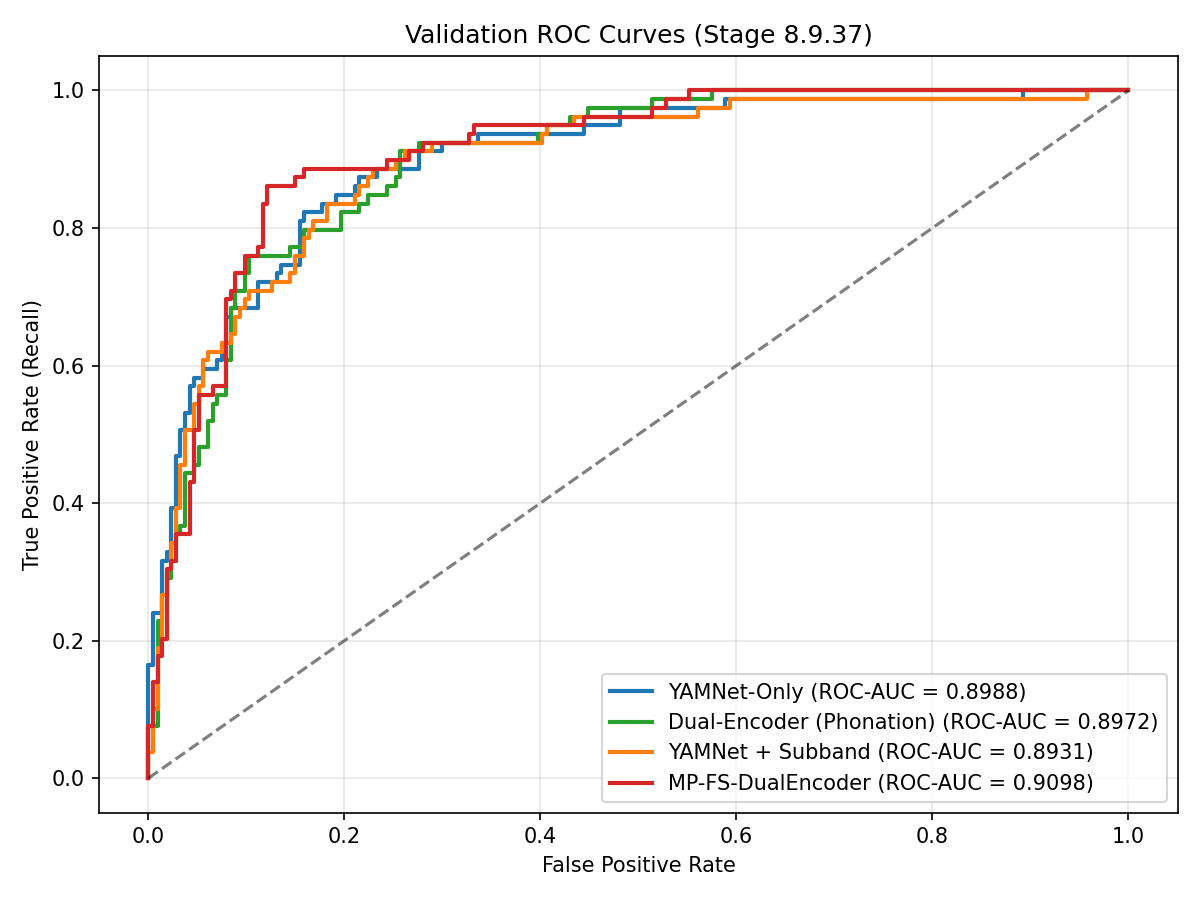 Validation ROC Curves (Stage 8.9.37)
True Positive Rate (Recall)
1.0
0.8
0.6
0.4
0.2
0.0
YAMNet-Only (ROC-AUC = 0.8988)
Dual-Encoder (Phonation) (ROC-AUC = 0.8972)
YAMNet + Subband (ROC-AUC = 0.8931)
MP-FS-DualEncoder (ROC-AUC = 0.9098)
0.0 0.2 0.4 0.6 0.8 1.0
False Positive Rate